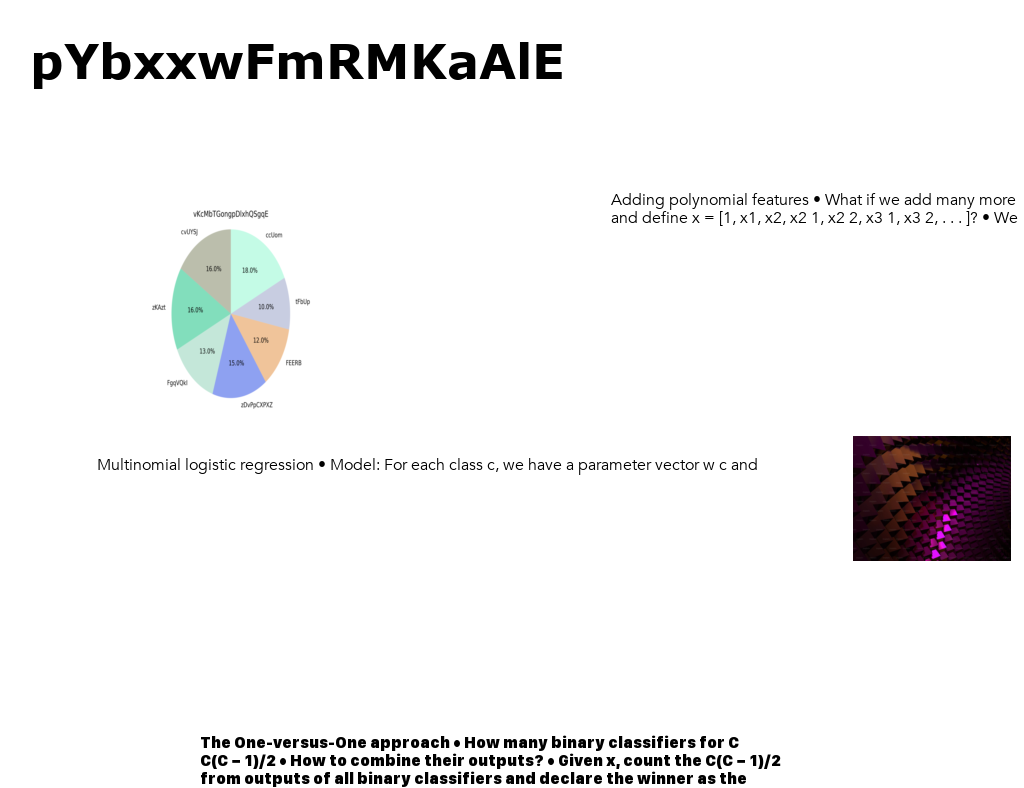 pYbxxwFmRMKaAlE
Adding polynomial features • What if we add many more
and define x = [1, x1, x2, x2 1, x2 2, x3 1, x3 2, . . . ]? • We
vKcMbTGongpDlxhQSgqE
cvUYSJ
ccUom
16.0%
18.0%
zKAzt
16.0%
10.0%
tFbUp
12.0%
13.0%
15.0%
FEERB
FgqVQkI
zDvPpCXPXZ
Multinomial logistic regression • Model: For each class c, we have a parameter vector w c and
The One-versus-One approach • How many binary classifiers for C
C(C – 1)/2 • How to combine their outputs? • Given x, count the C(C – 1)/2
from outputs of all binary classifiers and declare the winner as the